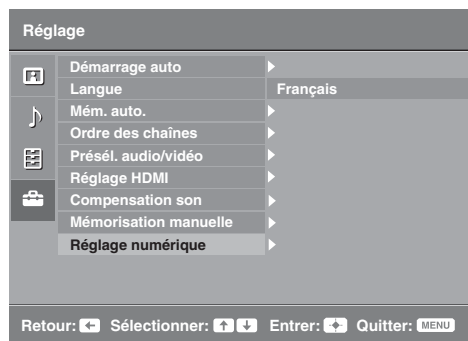 Réglage
Démarrage auto
Langue Français
Mém. auto.
Ordre des chaînes
Présél. audio/vidéo
Réglage HDMI
Compensation son
Mémorisation manuelle
Réglage numérique
Retour: Sélectionner: Entrer: Quitter: MENU